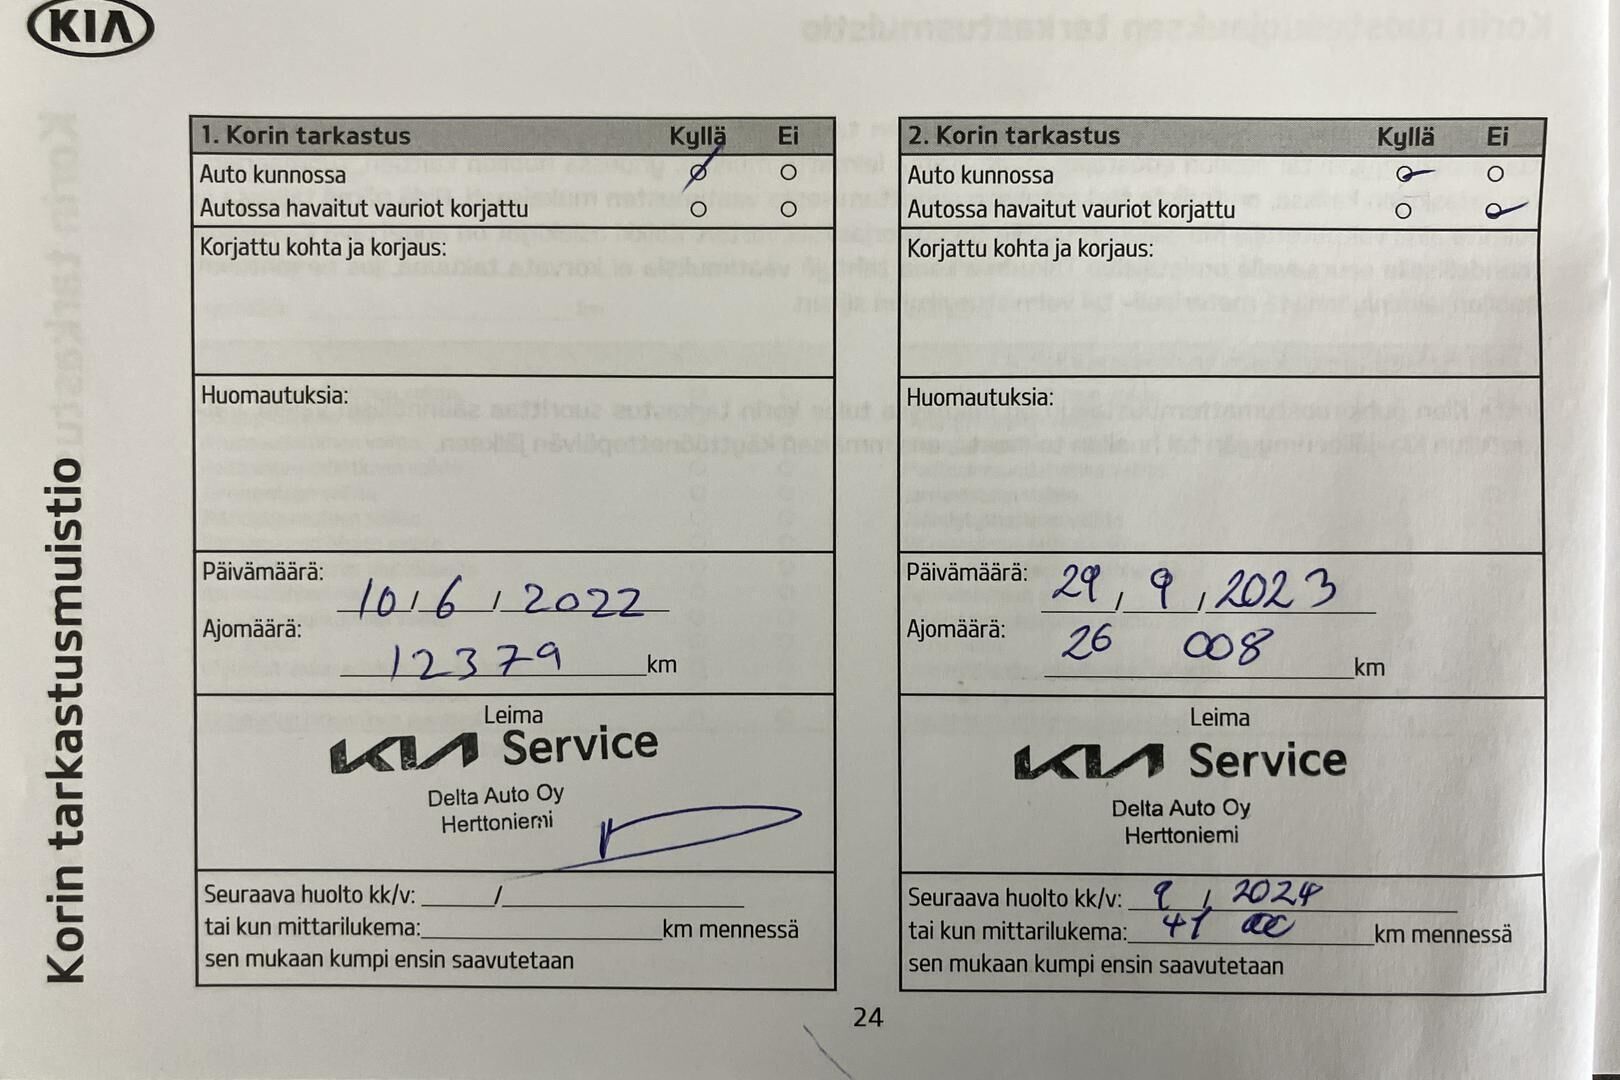 KIA
Korin tarkastusmuistio
1. Korin tarkastus Kyllä Ei
Auto kunnossa
Autossa havaitut vauriot korjattu
Korjattu kohta ja korjaus:
Huomautuksia:
Päivämäärä: 10 / 6 / 2022
Ajomäärä: 12379 km
Leima
KIA Service
Delta Auto Oy
Herttoniemi
Seuraava huolto kk/v: /
tai kun mittarilukema: km mennessä
sen mukaan kumpi ensin saavutetaan
2. Korin tarkastus Kyllä Ei
Auto kunnossa
Autossa havaitut vauriot korjattu
Korjattu kohta ja korjaus:
Huomautuksia:
Päivämäärä: 29 / 9 / 2023
Ajomäärä: 26 008 km
Leima
KIA Service
Delta Auto Oy
Herttoniemi
Seuraava huolto kk/v: 9 / 2024
tai kun mittarilukema: 41 km mennessä
sen mukaan kumpi ensin saavutetaan
24